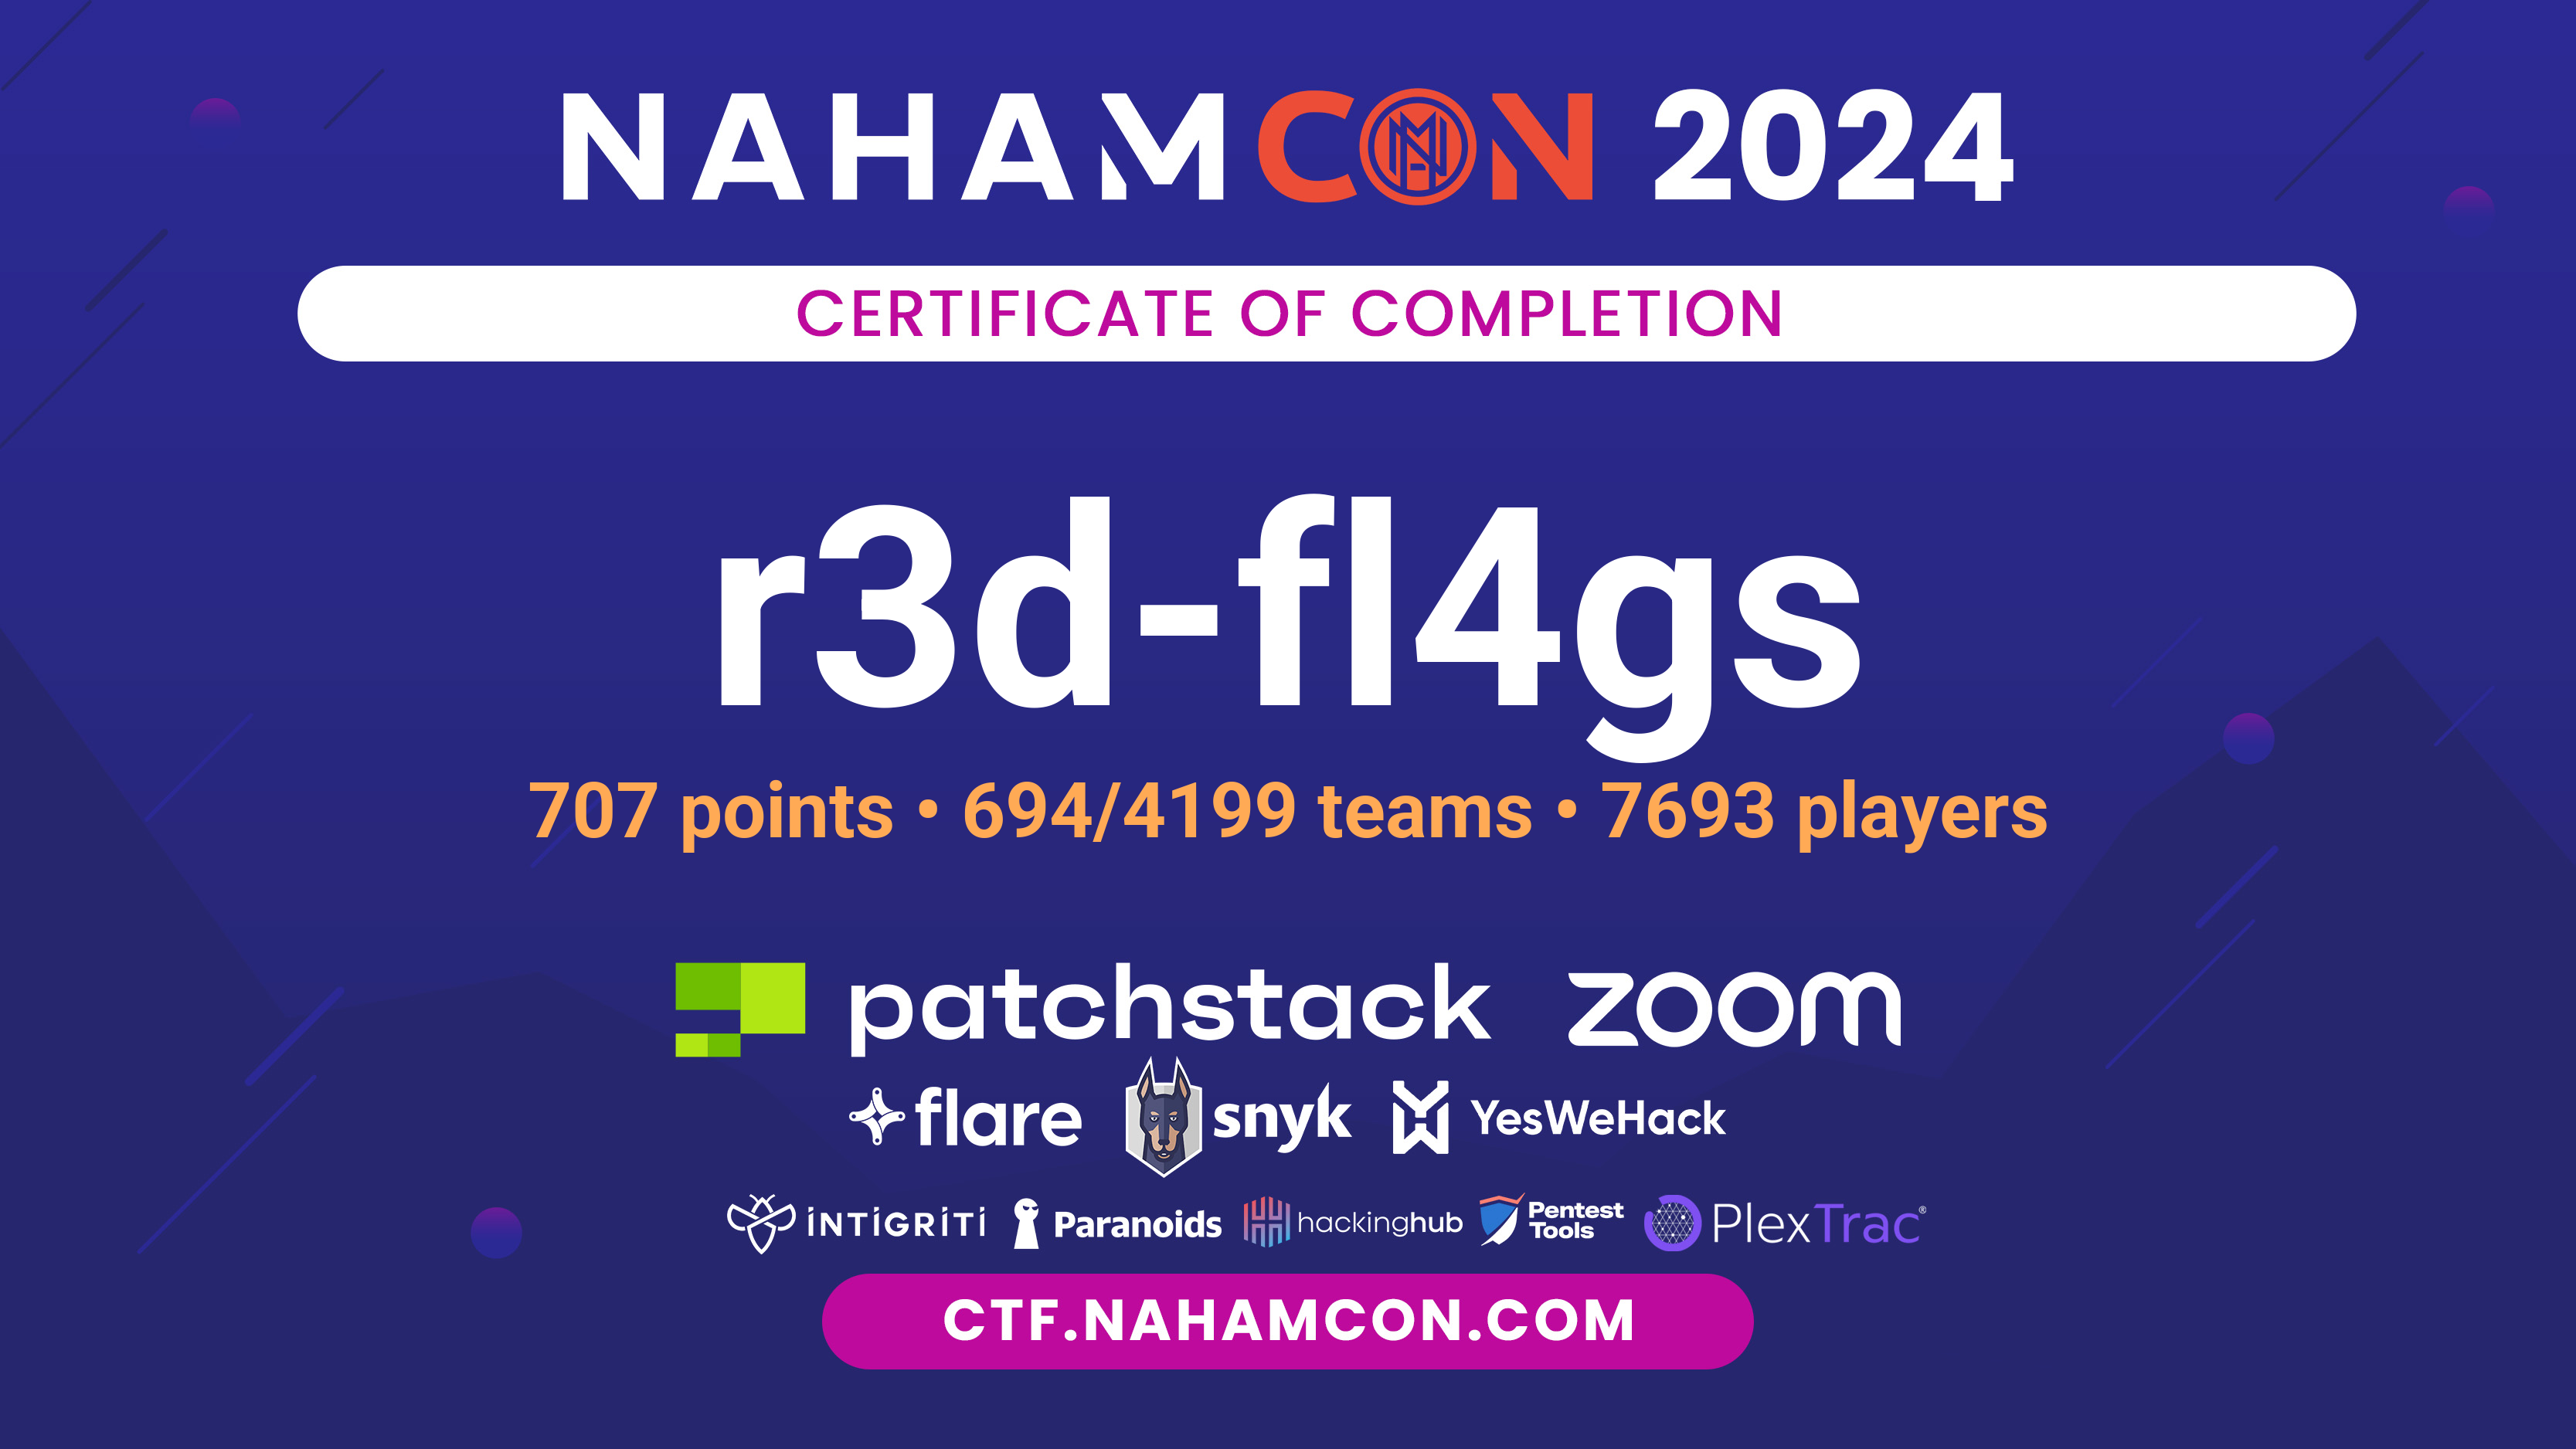 NAHAMCON 2024
CERTIFICATE OF COMPLETION
r3d-fl4gs
707 points • 694/4199 teams • 7693 players
patchstack zoom
flare snyk YesWeHack
INTIGRITI Paranoids hackinghub Pentest Tools PlexTrac®
CTF.NAHAMCON.COM